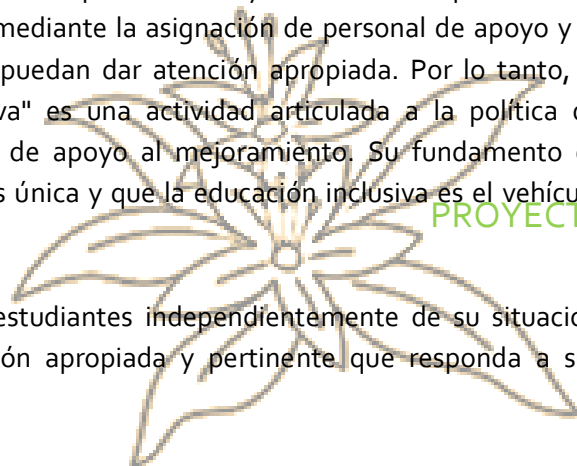 mediante la asignación de personal de apoyo y
puedan dar atención apropiada. Por lo tanto,
va" es una actividad articulada a la política
de apoyo al mejoramiento. Su fundamento
única y que la educación inclusiva es el vehícu
PROYECT
estudiantes independientemente de su situacio
ón apropiada y pertinente que responda a s